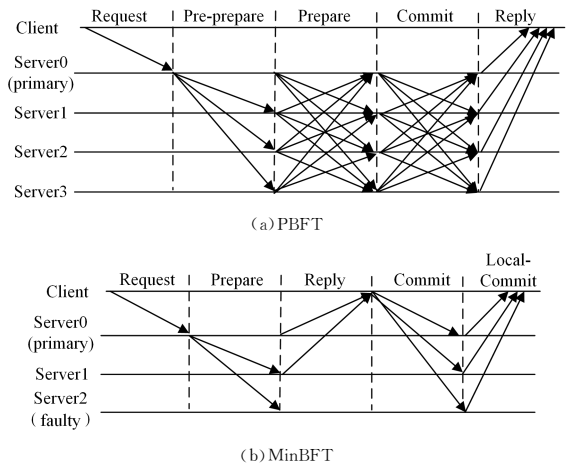 Request Pre-prepare Prepare Commit Reply
Client
Server0
(primary)
Server1
Server2
Server3
(a)PBFT
Local-
Request Prepare Reply Commit Commit
Client
Server0
(primary)
Server1
Server2
(faulty)
(b)MinBFT